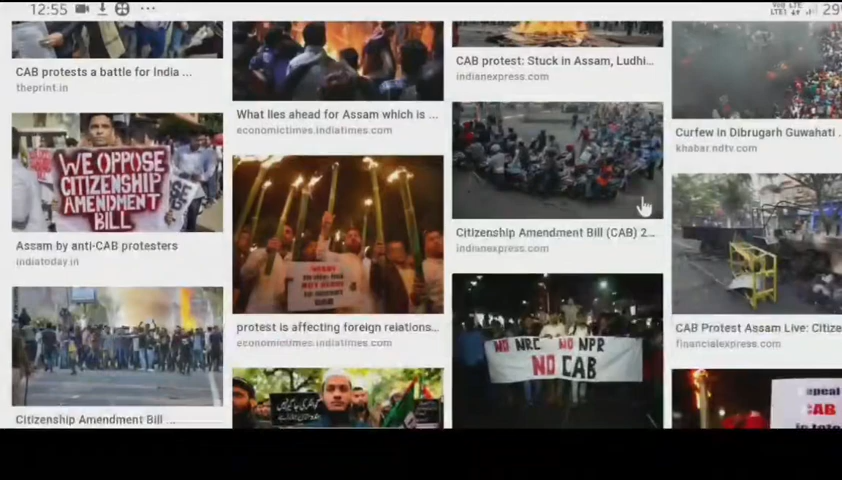 12:55
VoLTE
LTE1
29
CAB protests a battle for India ...
theprint.in
WE OPPOSE
CITIZENSHIP
AMENDMENT
BILL
Assam by anti-CAB protesters
indiatoday.in
Citizenship Amendment Bill ...
What lies ahead for Assam which is ...
economictimes.indiatimes.com
protest is affecting foreign relations...
economictimes.indiatimes.com
CAB protest: Stuck in Assam, Ludhi...
indianexpress.com
Citizenship Amendment Bill (CAB) 2...
indianexpress.com
NO NRC NO NPR
NO CAB
Curfew in Dibrugarh Guwahati .
khabar.ndtv.com
CAB Protest Assam Live: Citize
financialexpress.com
epeal
CAB